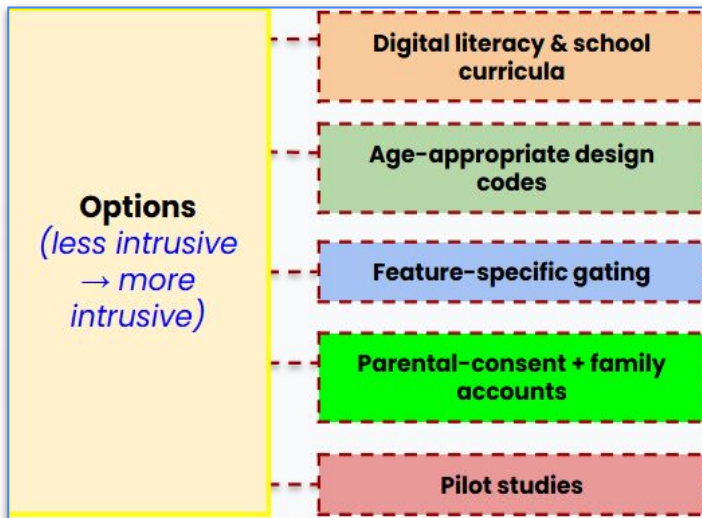 Options
(less intrusive
→ more
intrusive)
Digital literacy & school
curricula
Age-appropriate design
codes
Feature-specific gating
Parental-consent + family
accounts
Pilot studies